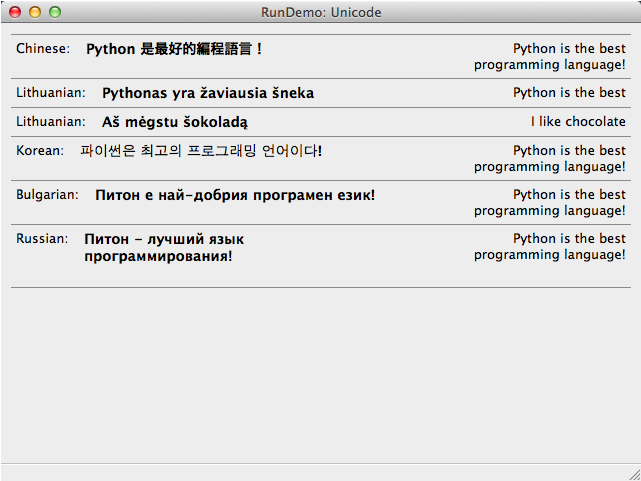 RunDemo: Unicode
Chinese: Python 是最好的編程語言！ Python is the best
programming language!
Lithuanian: Pythonas yra žaviausia šneka Python is the best
Lithuanian: Aš mėgstu šokoladą I like chocolate
Korean: 파이썬은 최고의 프로그래밍 언어이다! Python is the best
programming language!
Bulgarian: Питон е най-добрия програмен език! Python is the best
programming language!
Russian: Питон - лучший язык Python is the best
программирования! programming language!